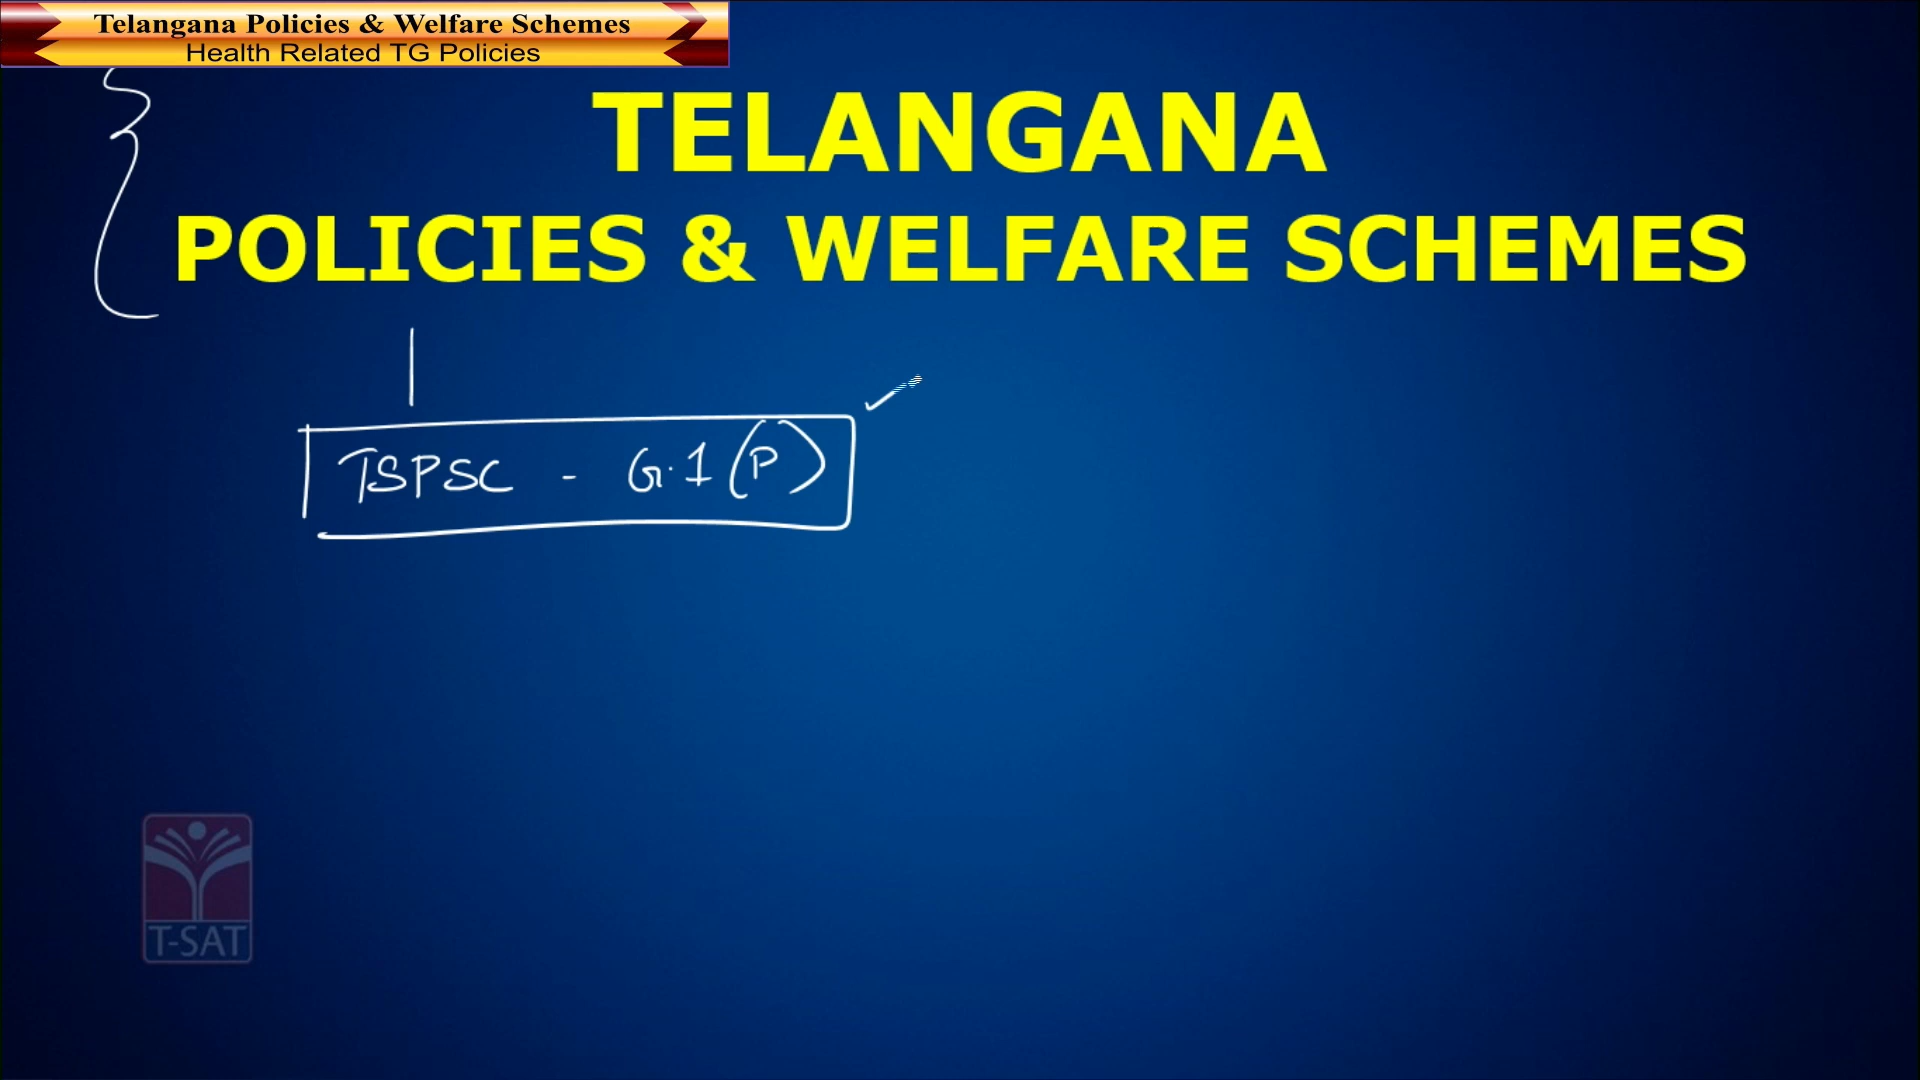 Telangana Policies & Welfare Schemes
Health Related TG Policies
TELANGANA
POLICIES & WELFARE SCHEMES
TSPSC - G.1 (P)
T-SAT